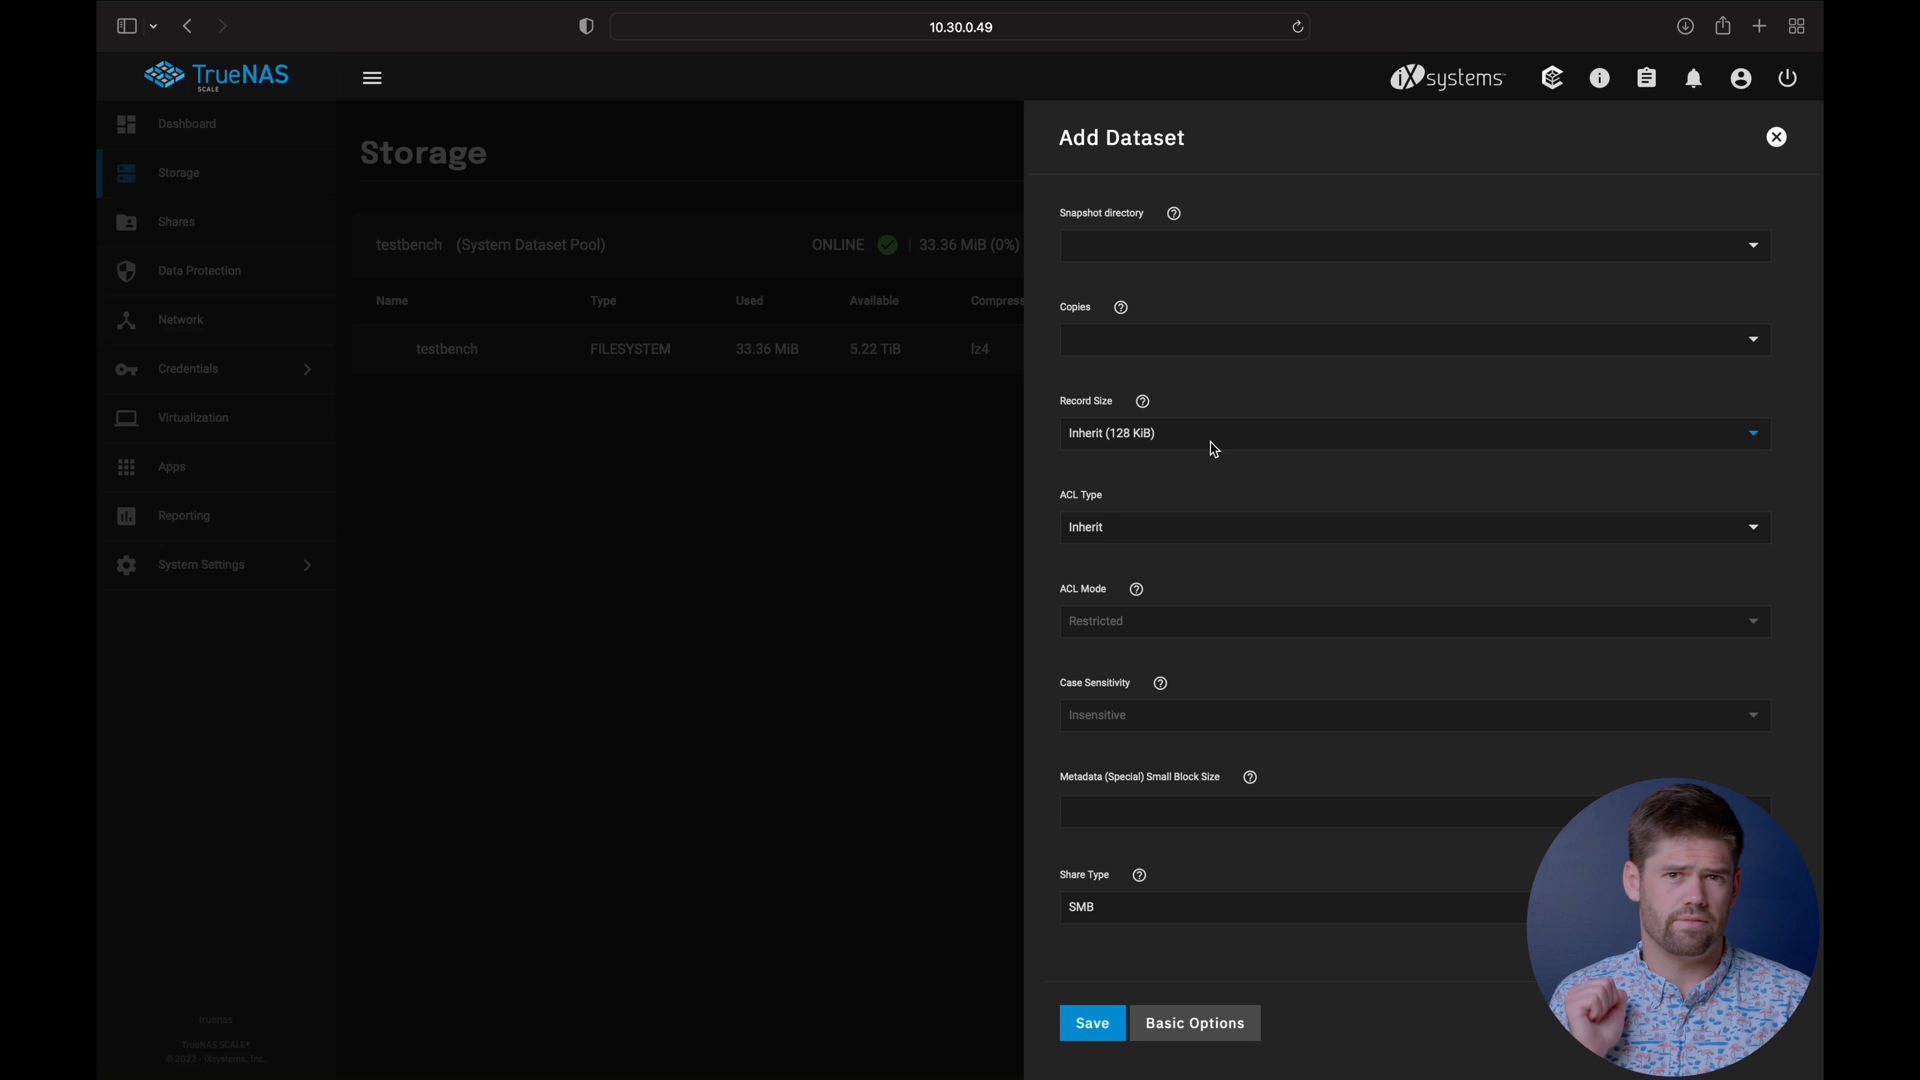 10.30.0.49
TrueNAS
SCALE
iXsystems
Dashboard
Storage
Shares
Data Protection
Network
Credentials
Virtualization
Apps
Reporting
System Settings
truenas
TrueNAS SCALE®
© 2022 - iXsystems, Inc.
Storage
testbench (System Dataset Pool) ONLINE | 33.36 MiB (0%)
Name Type Used Available Compress
testbench FILESYSTEM 33.36 MiB 5.22 TiB lz4
Add Dataset
Snapshot directory
Copies
Record Size
Inherit (128 KiB)
ACL Type
Inherit
ACL Mode
Restricted
Case Sensitivity
Insensitive
Metadata (Special) Small Block Size
Share Type
SMB
Save Basic Options